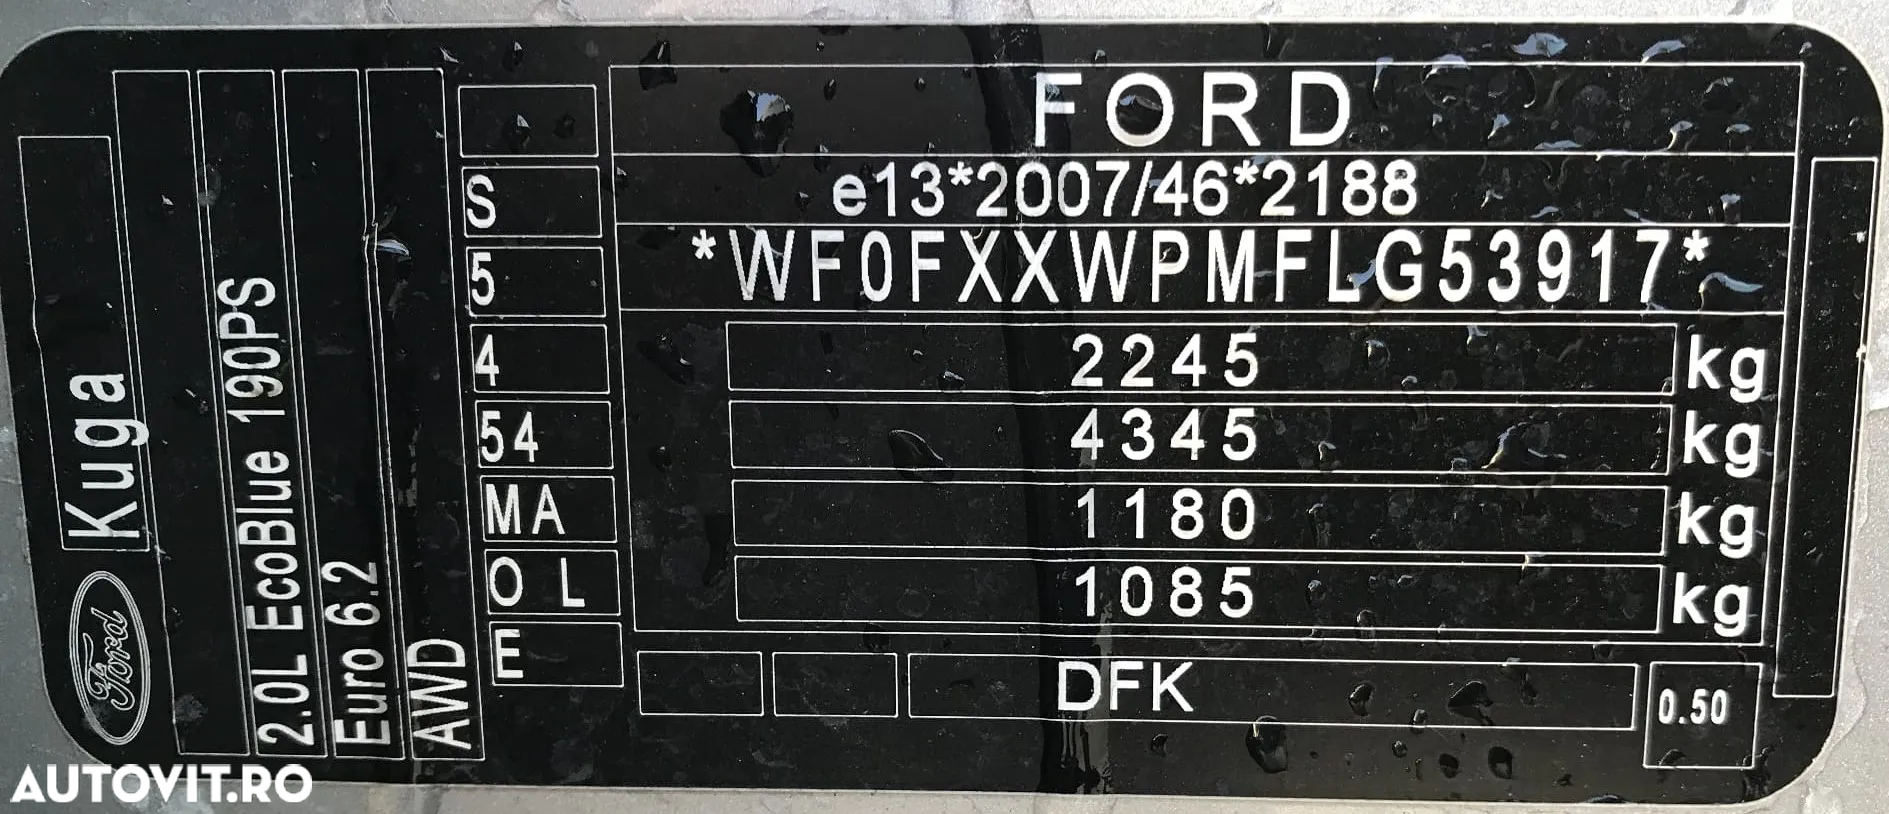 FORD
e13*2007/46*2188
*WF0FXXWPMFLG53917*
2245 kg
4345 kg
1180 kg
1085 kg
DFK
0.50
S
5
4
54
MA
O L
E
Ford
Kuga
2.0L EcoBlue 190PS
Euro 6.2
AWD
AUTOVIT.RO